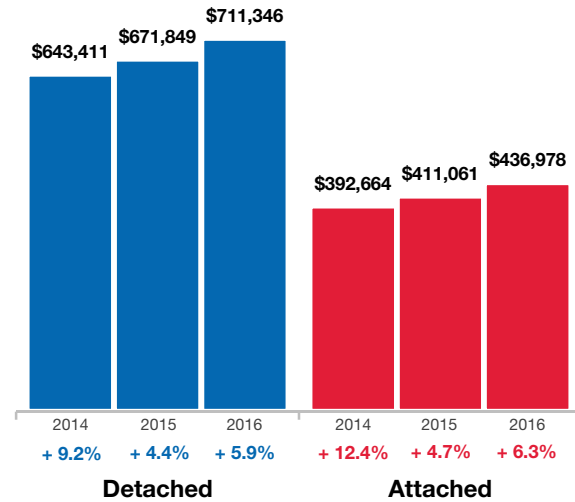 $643,411
$671,849
$711,346
$392,664
$411,061
$436,978
2014 2015 2016 2014 2015 2016
+ 9.2% + 4.4% + 5.9% + 12.4% + 4.7% + 6.3%
Detached Attached